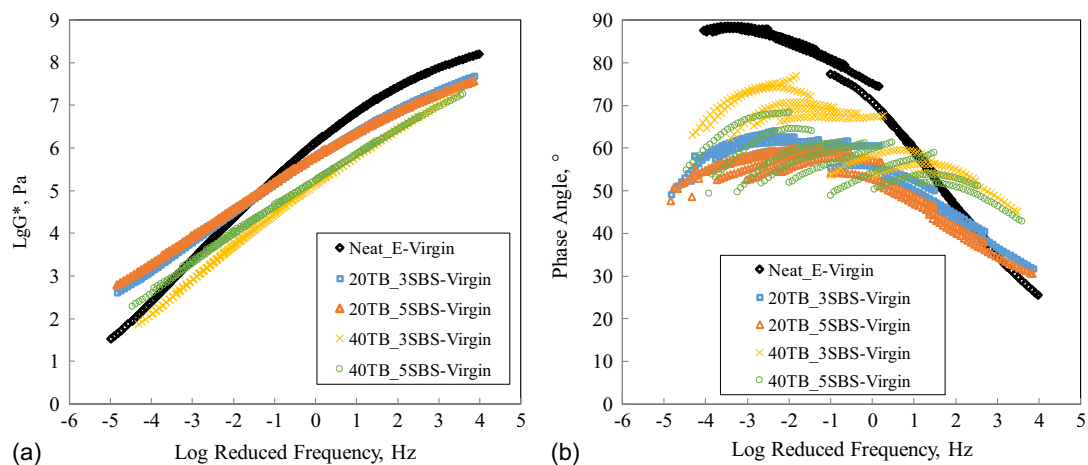 9
8
7
6
5
4
3
2
1
0
LgG*, Pa
-6 -5 -4 -3 -2 -1 0 1 2 3 4 5
Log Reduced Frequency, Hz
Neat_E-Virgin
20TB_3SBS-Virgin
20TB_5SBS-Virgin
40TB_3SBS-Virgin
40TB_5SBS-Virgin
(a)
90
80
70
60
50
40
30
20
10
0
Phase Angle, °
-6 -5 -4 -3 -2 -1 0 1 2 3 4 5
Log Reduced Frequency, Hz
Neat_E-Virgin
20TB_3SBS-Virgin
20TB_5SBS-Virgin
40TB_3SBS-Virgin
40TB_5SBS-Virgin
(b)